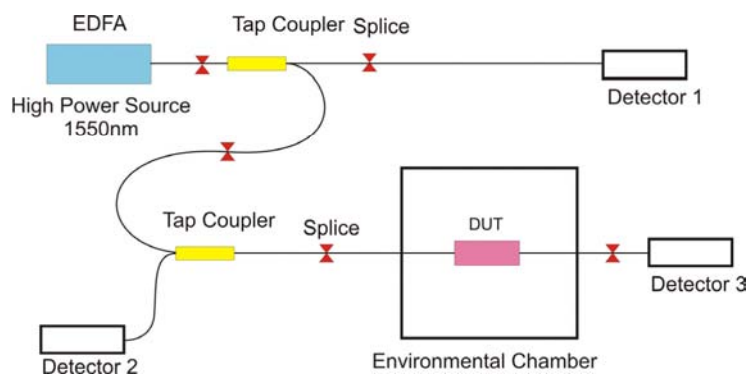 EDFA
Tap Coupler
Splice
High Power Source
1550nm
Detector 1
Tap Coupler
Splice
DUT
Detector 3
Detector 2
Environmental Chamber